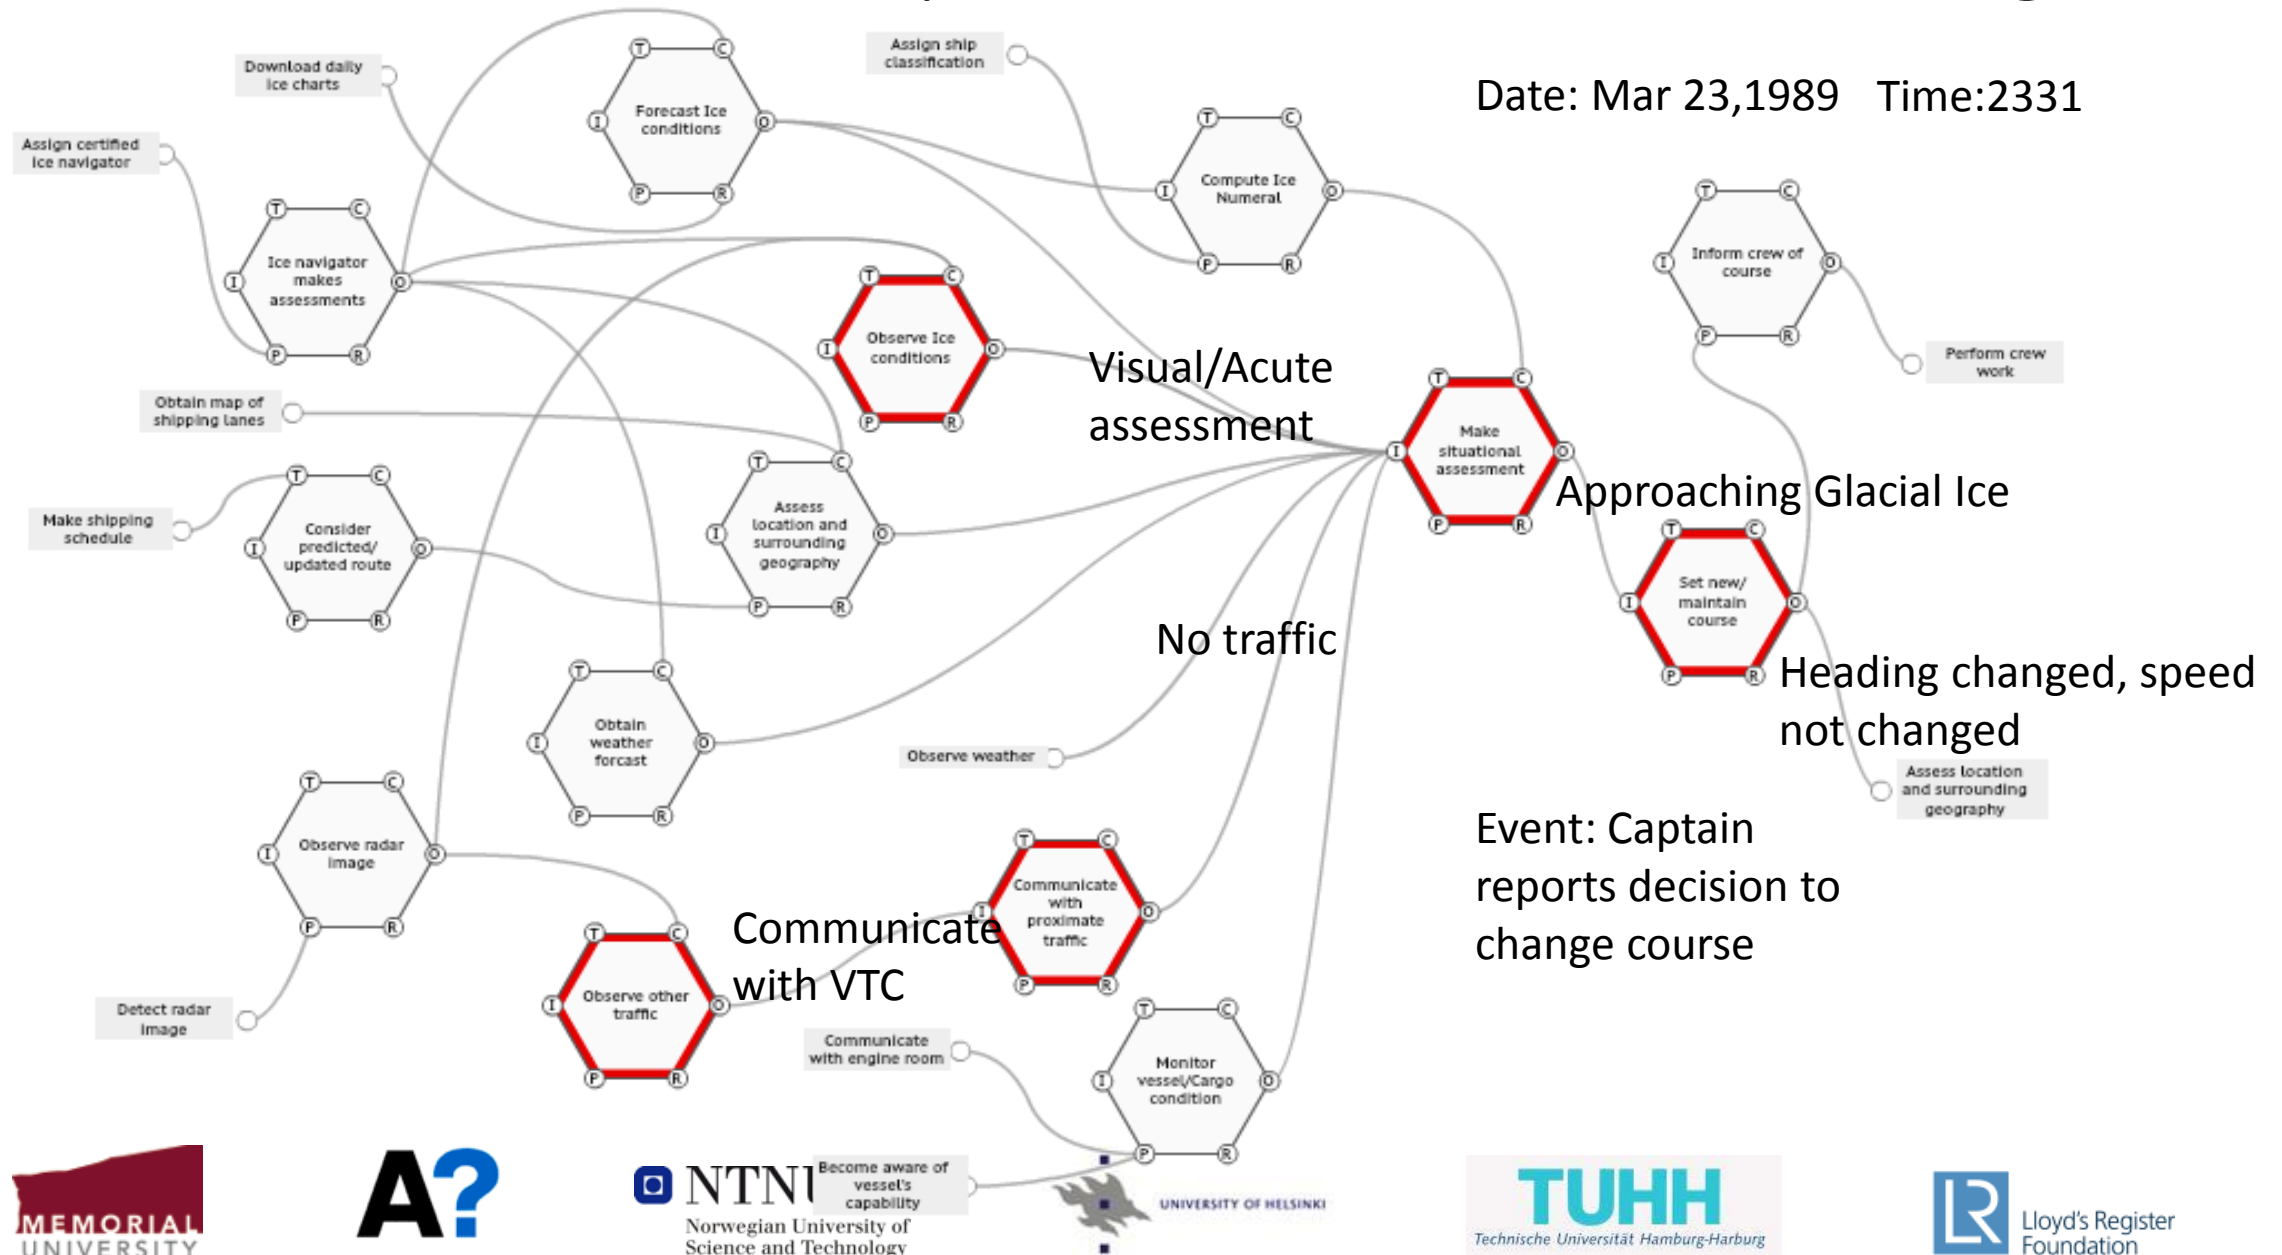 Assign ship
classification
Download daily
ice charts
Forecast Ice
conditions
Date: Mar 23,1989 Time:2331
Assign certified
ice navigator
Compute Ice
Numeral
Ice navigator
makes
assessments
Inform crew of
course
Observe Ice
conditions
Visual/Acute
assessment
Perform crew
work
Obtain map of
shipping lanes
Make
situational
assessment
Approaching Glacial Ice
Make shipping
schedule
Consider
predicted/
updated route
Assess
location and
surrounding
geography
Set new/
maintain
course
No traffic
Heading changed, speed
not changed
Obtain
weather
forcast
Observe weather
Assess location
and surrounding
geography
Event: Captain
reports decision to
change course
Observe radar
image
Communicate
with
proximate
traffic
Communicate
with VTC
Observe other
traffic
Detect radar
image
Communicate
with engine room
Monitor
vessel/Cargo
condition
Become aware of
vessel's
capability
MEMORIAL
UNIVERSITY
A?
NTNU
Norwegian University of
Science and Technology
UNIVERSITY OF HELSINKI
TUHH
Technische Universität Hamburg-Harburg
LR
Lloyd's Register
Foundation